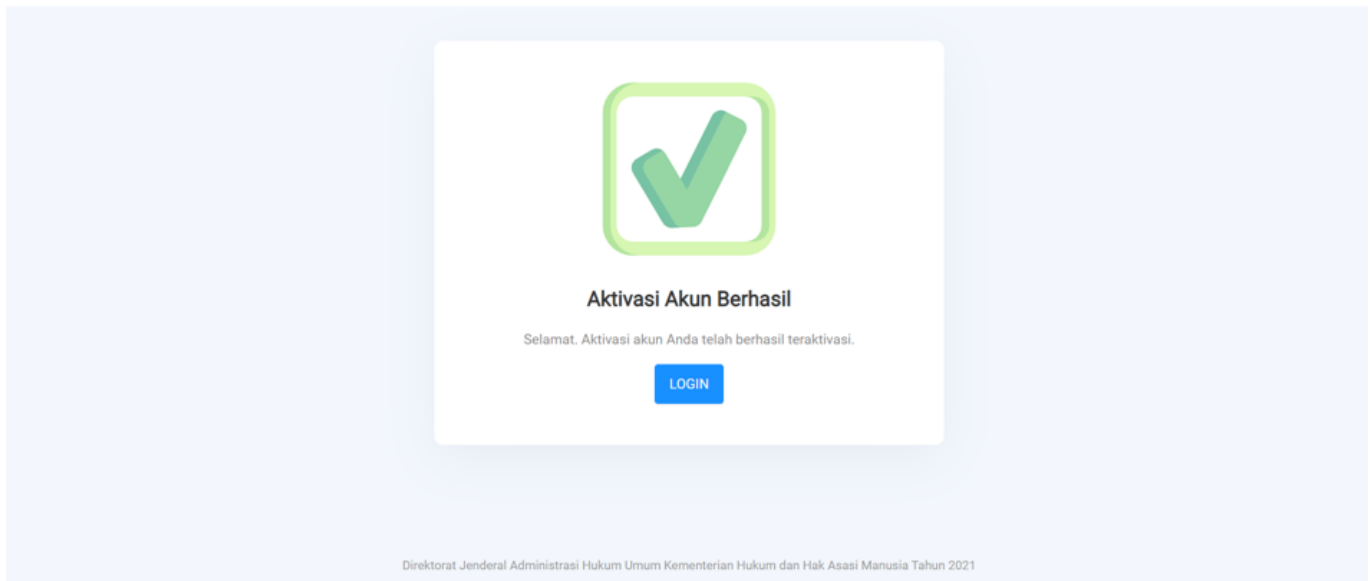 Aktivasi Akun Berhasil
Selamat. Aktivasi akun Anda telah berhasil teraktivasi.
LOGIN
Direktorat Jenderal Administrasi Hukum Umum Kementerian Hukum dan Hak Asasi Manusia Tahun 2021